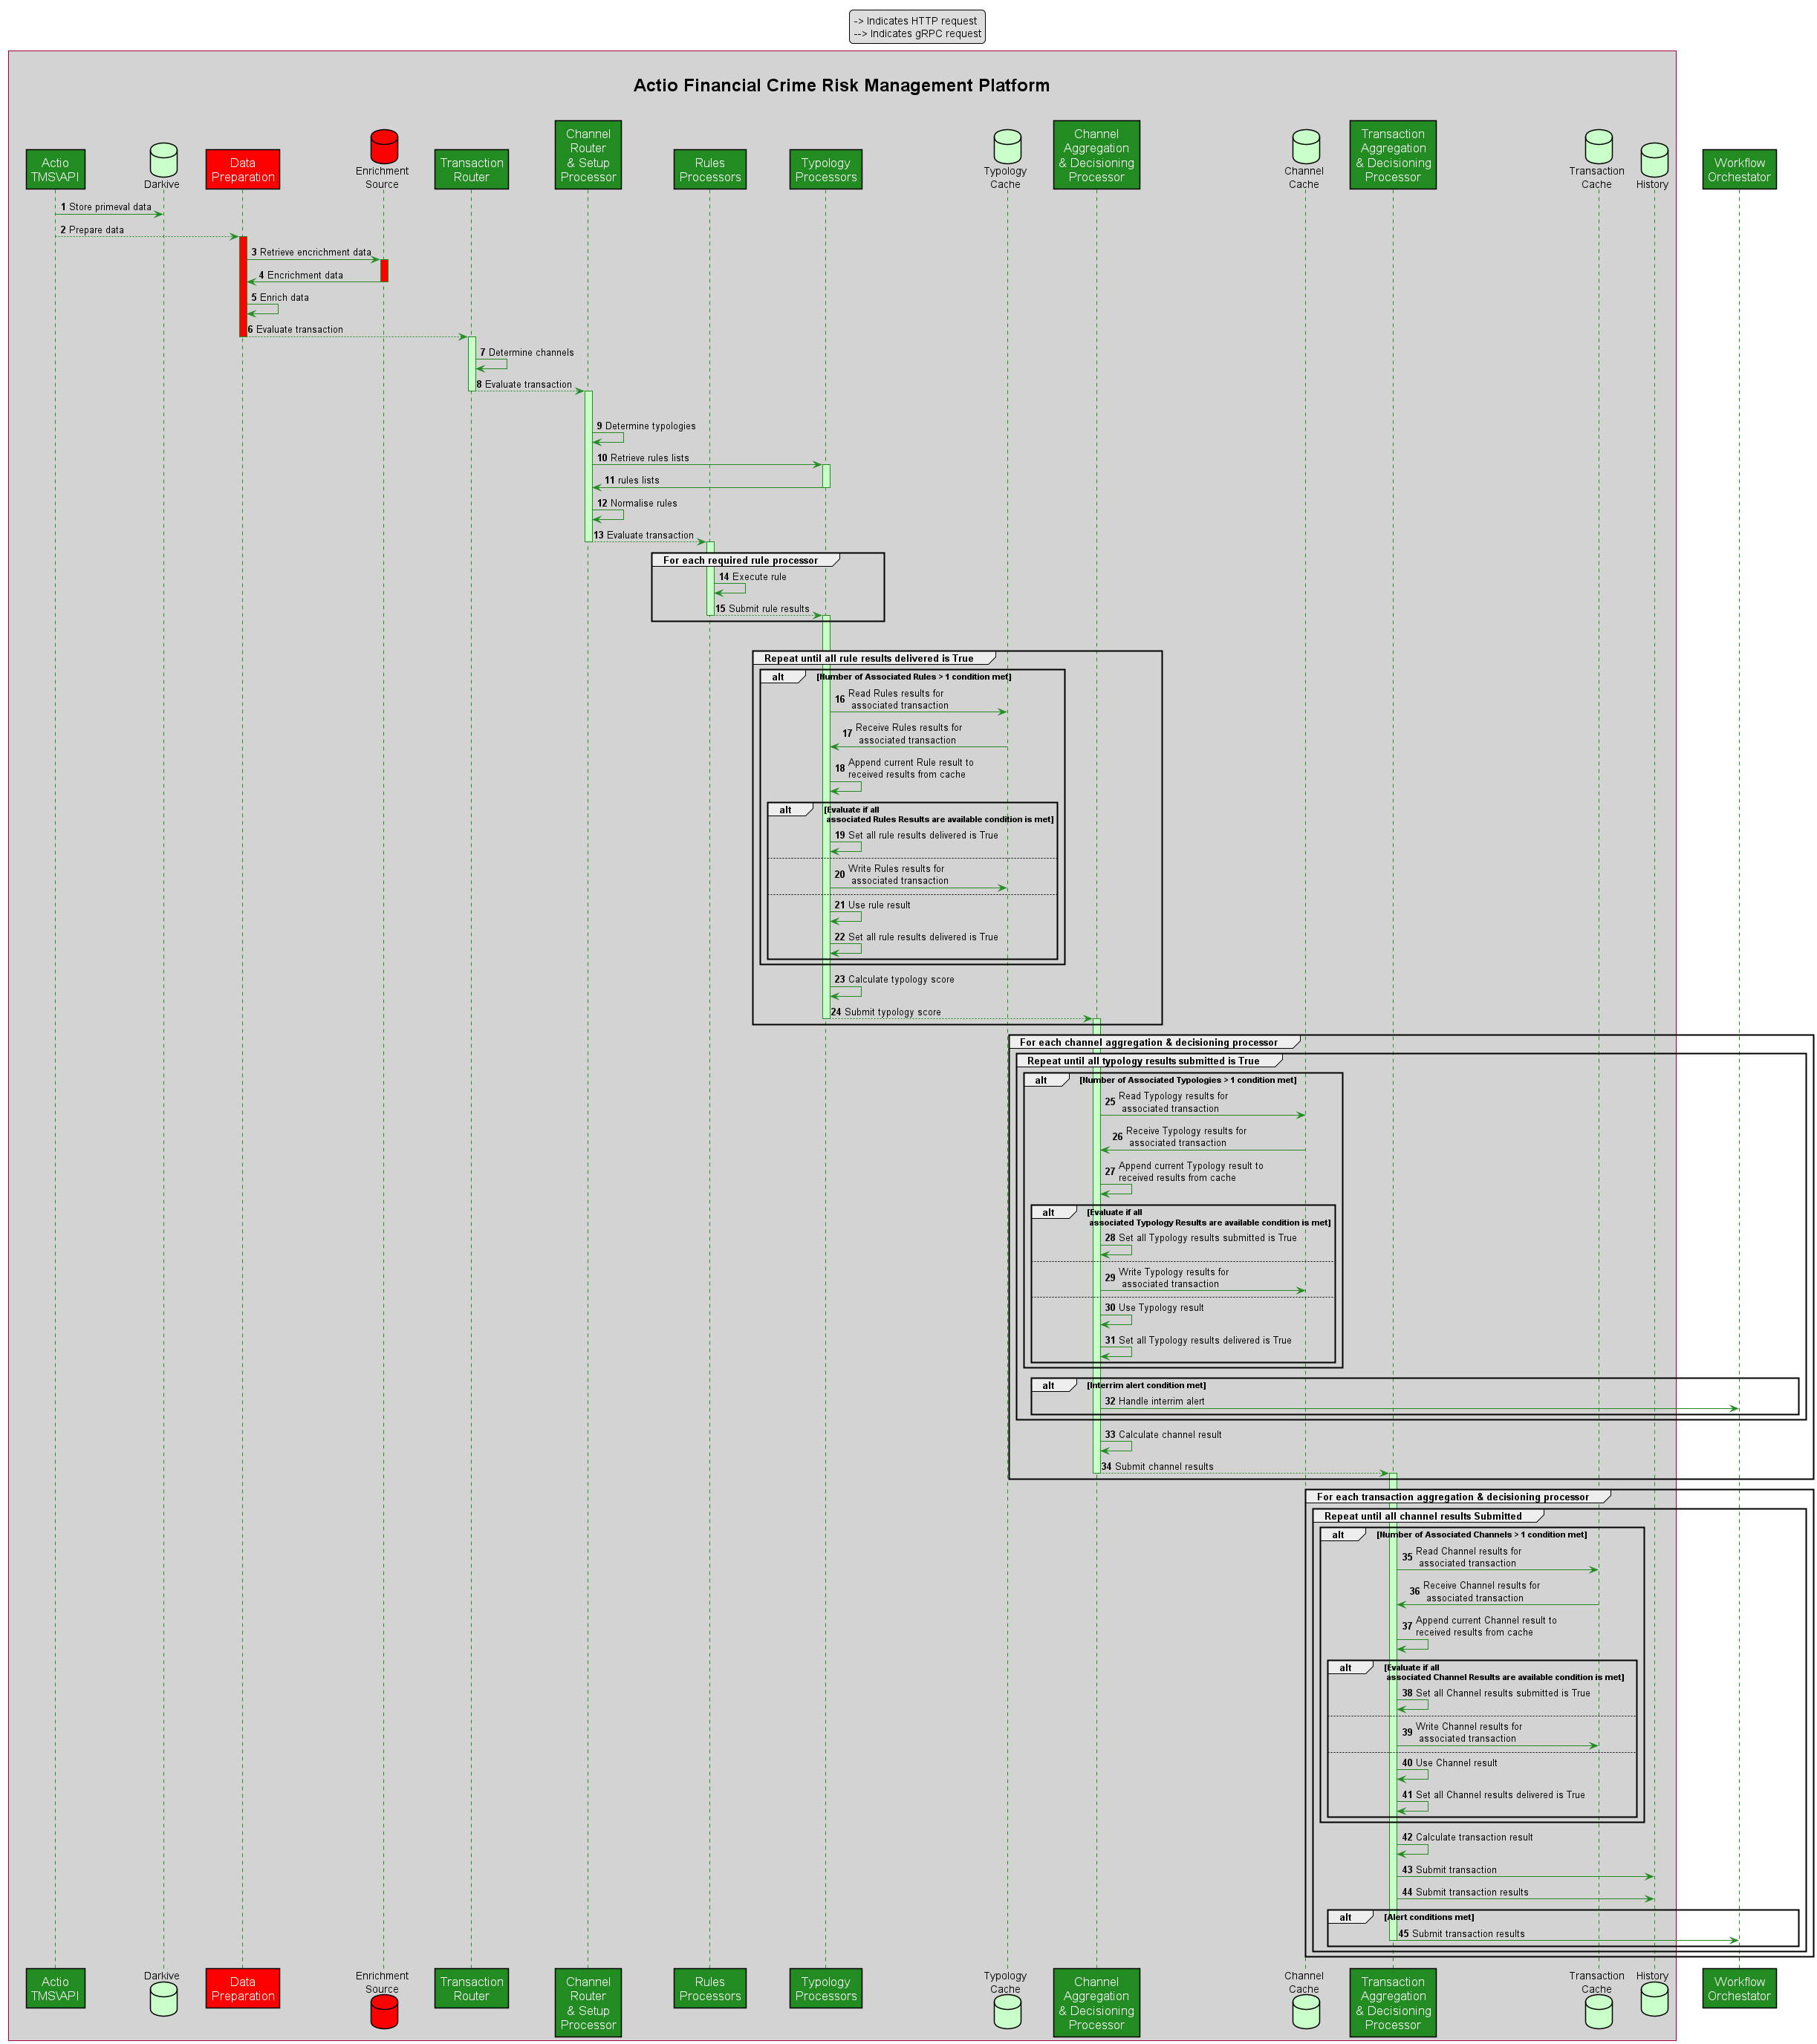 -> Indicates HTTP request
--> Indicates gRPC request
Actio Financial Crime Risk Management Platform
Actio
TMS\API
Darkive
Data
Preparation
Enrichment
Source
Transaction
Router
Channel
Router
& Setup
Processor
Rules
Processors
Typology
Processors
Typology
Cache
Channel
Aggregation
& Decisioning
Processor
Channel
Cache
Transaction
Aggregation
& Decisioning
Processor
Transaction
Cache
History
Workflow
Orchestrator
1 Store primeval data
2 Prepare data
3 Retrieve encrichment data
4 Encrichment data
5 Enrich data
6 Evaluate transaction
7 Determine channels
8 Evaluate transaction
9 Determine typologies
10 Retrieve rules lists
11 rules lists
12 Normalise rules
13 Evaluate transaction
For each required rule processor
14 Execute rule
15 Submit rule results
Repeat until all rule results delivered is True
alt [Number of Associated Rules > 1 condition met]
16 Read Rules results for
associated transaction
17 Receive Rules results for
associated transaction
18 Append current Rule result to
received results from cache
alt [Evaluate if all
associated Rules Results are available condition is met]
19 Set all rule results delivered is True
20 Write Rules results for
associated transaction
21 Use rule result
22 Set all rule results delivered is True
23 Calculate typology score
24 Submit typology score
For each channel aggregation & decisioning processor
Repeat until all typology results submitted is True
alt [Number of Associated Typologies > 1 condition met]
25 Read Typology results for
associated transaction
26 Receive Typology results for
associated transaction
27 Append current Typology result to
received results from cache
alt [Evaluate if all
associated Typology Results are available condition is met]
28 Set all Typology results submitted is True
29 Write Typology results for
associated transaction
30 Use Typology result
31 Set all Typology results delivered is True
alt [Interrim alert condition met]
32 Handle interrim alert
33 Calculate channel result
34 Submit channel results
For each transaction aggregation & decisioning processor
Repeat until all channel results Submitted
alt [Number of Associated Channels > 1 condition met]
35 Read Channel results for
associated transaction
36 Receive Channel results for
associated transaction
37 Append current Channel result to
received results from cache
alt [Evaluate if all
associated Channel Results are available condition is met]
38 Set all Channel results submitted is True
39 Write Channel results for
associated transaction
40 Use Channel result
41 Set all Channel results delivered is True
42 Calculate transaction result
43 Submit transaction
44 Submit transaction results
alt [Alert conditions met]
45 Submit transaction results
Actio
TMS\API
Darkive
Data
Preparation
Enrichment
Source
Transaction
Router
Channel
Router
& Setup
Processor
Rules
Processors
Typology
Processors
Typology
Cache
Channel
Aggregation
& Decisioning
Processor
Channel
Cache
Transaction
Aggregation
& Decisioning
Processor
Transaction
Cache
History
Workflow
Orchestrator